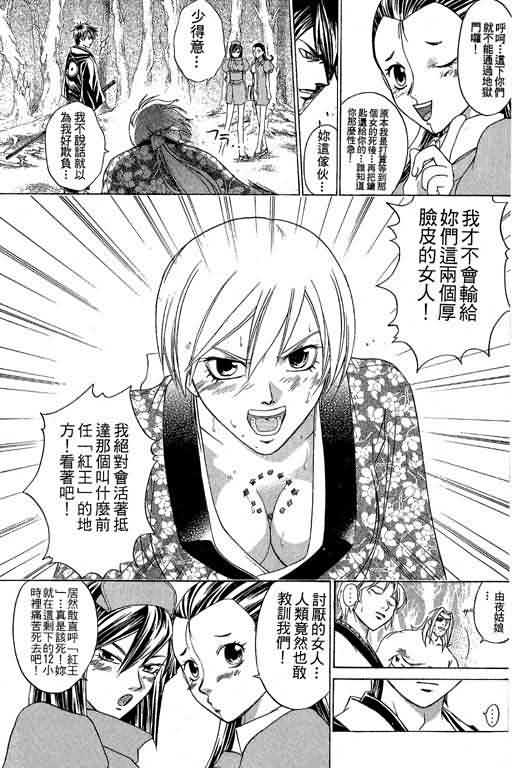 呼呵…這下你們
就不能通過地獄
門囉!
原本我是打算等到那
個女的死後…再把鑰
匙還給你的…誰知道
你那麼性急!
少得意…
妳這傢伙…
我不說話就以
為我好欺負…
我才不會輸給
妳們這兩個厚
臉皮的女人!
我絕對會活著抵
達那個叫什麼前
任「紅王」的地
方!看著吧!
由夜姑娘
…
…
討厭的女人…
人類竟然也敢
教訓我們!
居然敢直呼「紅王
」…真是該死!妳
就在這剩下的12小
時裡痛苦死去吧!